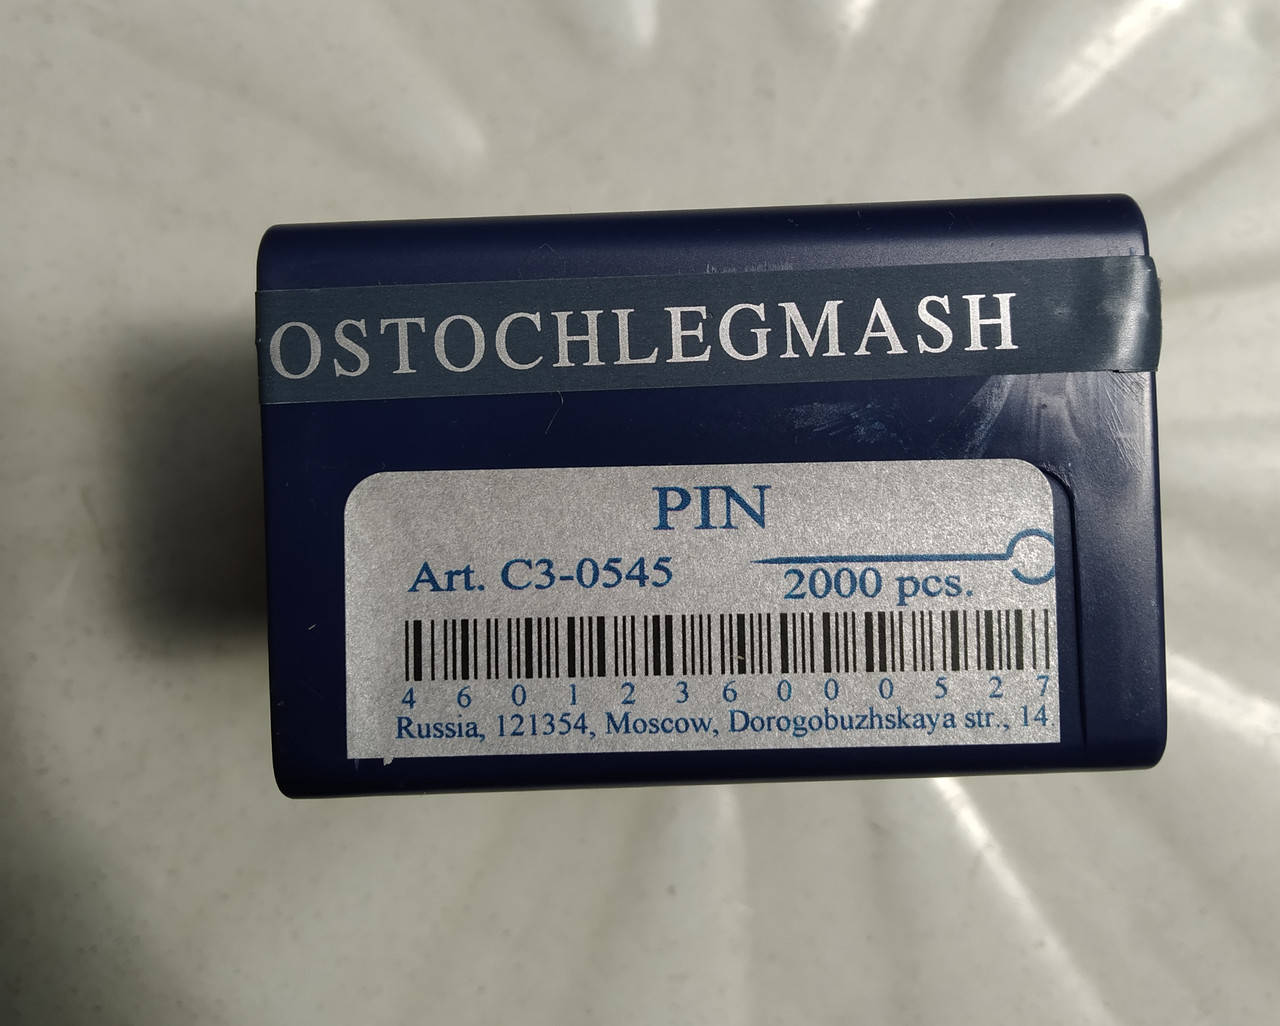 OSTOCHLEGMASH
PIN
Art. C3-0545
2000 pcs.
4 6 0 1 2 3 6 0 0 0 5 2 7
Russia, 121354, Moscow, Dorogobuzhskaya str., 14